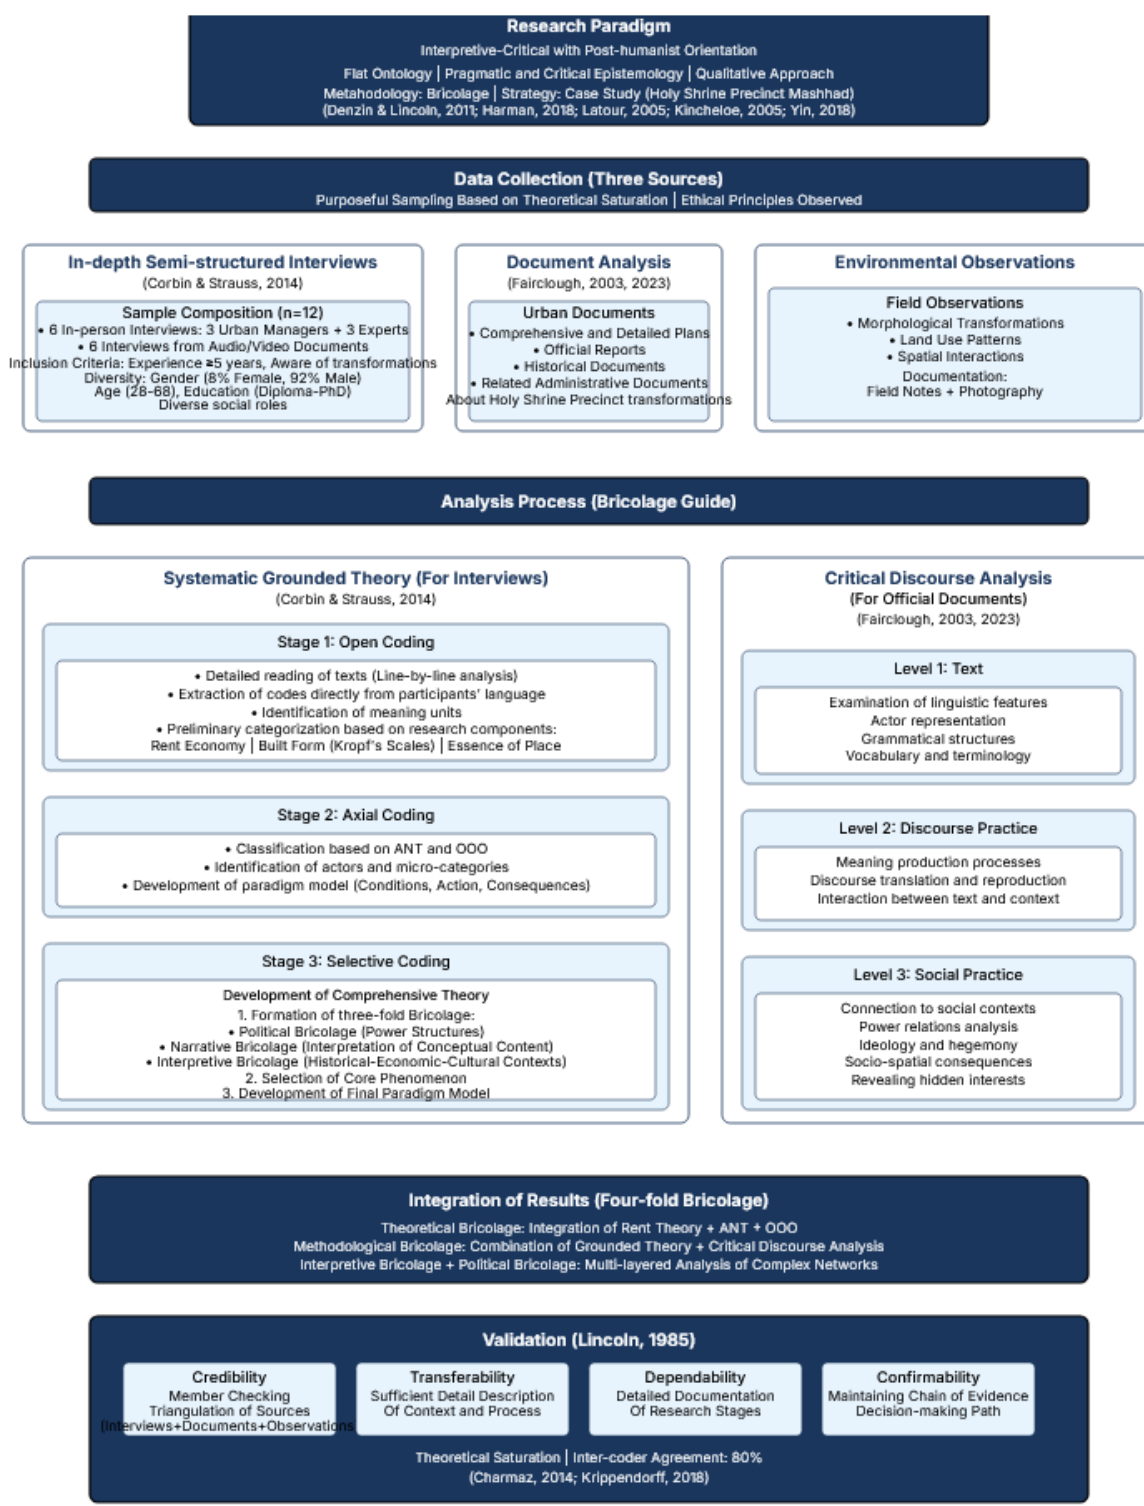 Research Paradigm
Interpretive-Critical with Post-humanist Orientation
Flat Ontology | Pragmatic and Critical Epistemology | Qualitative Approach
Metahodology: Bricolage | Strategy: Case Study (Holy Shrine Precinct Mashhad)
(Denzin & Lincoln, 2011; Harman, 2018; Latour, 2005; Kincheloe, 2005; Yin, 2018)
Data Collection (Three Sources)
Purposeful Sampling Based on Theoretical Saturation | Ethical Principles Observed
In-depth Semi-structured Interviews
(Corbin & Strauss, 2014)
Sample Composition (n=12)
• 6 In-person Interviews: 3 Urban Managers + 3 Experts
• 6 Interviews from Audio/Video Documents
Inclusion Criteria: Experience ≥5 years, Aware of transformations
Diversity: Gender (8% Female, 92% Male)
Age (28-68), Education (Diploma-PhD)
Diverse social roles
Document Analysis
(Fairclough, 2003, 2023)
Urban Documents
• Comprehensive and Detailed Plans
• Official Reports
• Historical Documents
• Related Administrative Documents
About Holy Shrine Precinct transformations
Environmental Observations
Field Observations
• Morphological Transformations
• Land Use Patterns
• Spatial Interactions
Documentation:
Field Notes + Photography
Analysis Process (Bricolage Guide)
Systematic Grounded Theory (For Interviews)
(Corbin & Strauss, 2014)
Stage 1: Open Coding
• Detailed reading of texts (Line-by-line analysis)
• Extraction of codes directly from participants' language
• Identification of meaning units
• Preliminary categorization based on research components:
Rent Economy | Built Form (Kropf's Scales) | Essence of Place
Stage 2: Axial Coding
• Classification based on ANT and OOO
• Identification of actors and micro-categories
• Development of paradigm model (Conditions, Action, Consequences)
Stage 3: Selective Coding
Development of Comprehensive Theory
1. Formation of three-fold Bricolage:
• Political Bricolage (Power Structures)
• Narrative Bricolage (Interpretation of Conceptual Content)
• Interpretive Bricolage (Historical-Economic-Cultural Contexts)
2. Selection of Core Phenomenon
3. Development of Final Paradigm Model
Critical Discourse Analysis
(For Official Documents)
(Fairclough, 2003, 2023)
Level 1: Text
Examination of linguistic features
Actor representation
Grammatical structures
Vocabulary and terminology
Level 2: Discourse Practice
Meaning production processes
Discourse translation and reproduction
Interaction between text and context
Level 3: Social Practice
Connection to social contexts
Power relations analysis
Ideology and hegemony
Socio-spatial consequences
Revealing hidden interests
Integration of Results (Four-fold Bricolage)
Theoretical Bricolage: Integration of Rent Theory + ANT + OOO
Methodological Bricolage: Combination of Grounded Theory + Critical Discourse Analysis
Interpretive Bricolage + Political Bricolage: Multi-layered Analysis of Complex Networks
Validation (Lincoln, 1985)
Credibility
Member Checking
Triangulation of Sources
(Interviews+Documents+Observations
Transferability
Sufficient Detail Description
Of Context and Process
Dependability
Detailed Documentation
Of Research Stages
Confirmability
Maintaining Chain of Evidence
Decision-making Path
Theoretical Saturation | Inter-coder Agreement: 80%
(Charmaz, 2014; Krippendorff, 2018)